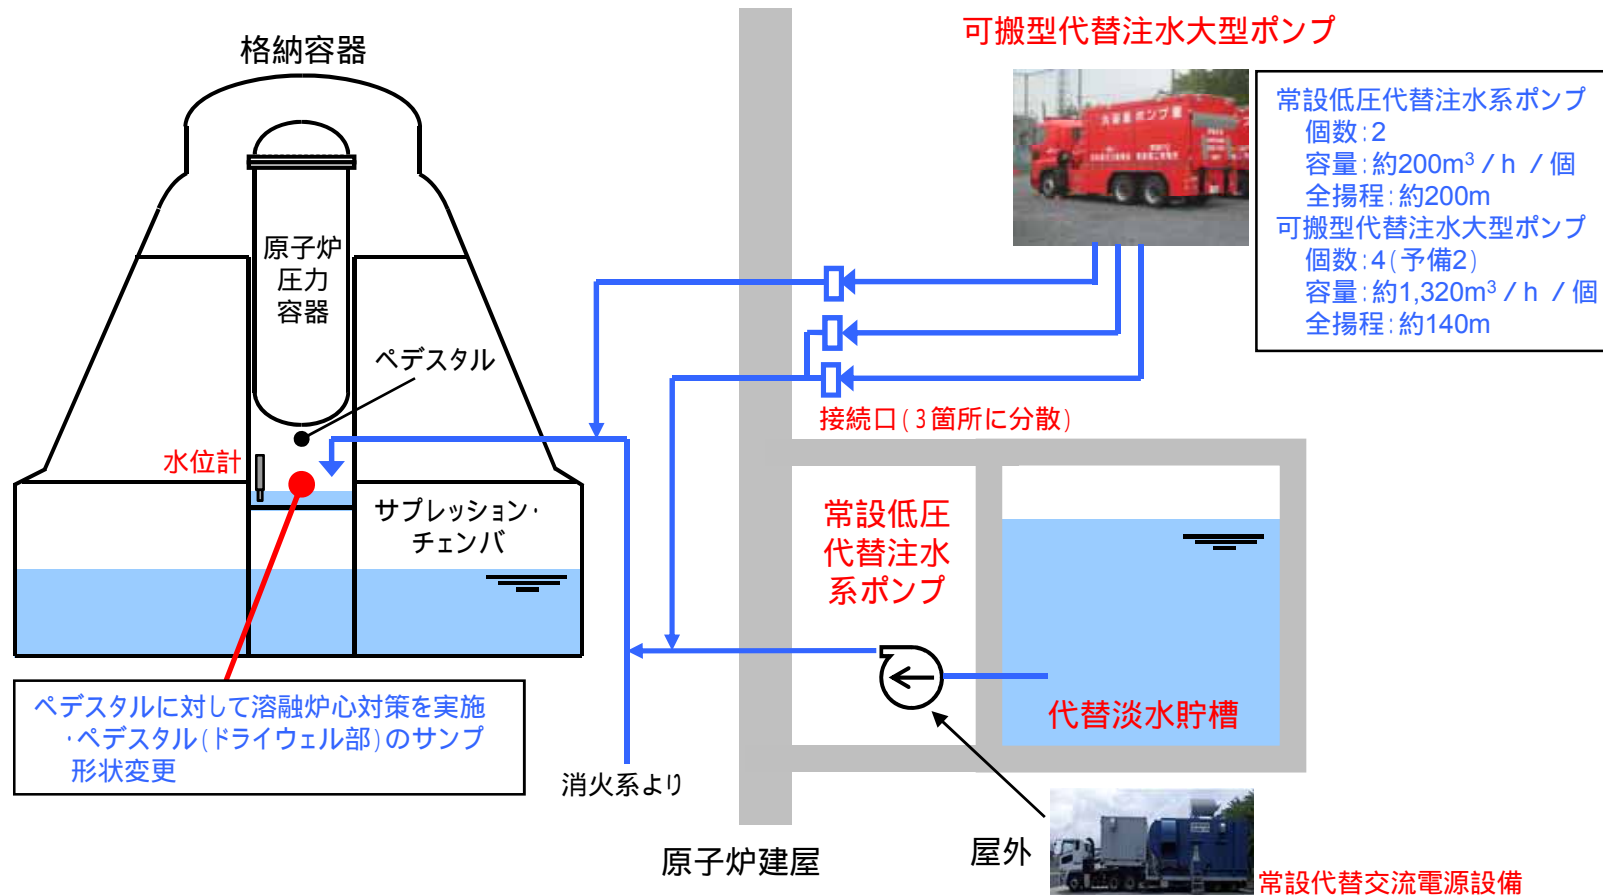 格納容器
可搬型代替注水大型ポンプ
大容量ポンプ車
常設低圧代替注水系ポンプ
個数:2
容量:約200m³/h /個
全揚程:約200m
可搬型代替注水大型ポンプ
個数:4(予備2)
容量:約1,320m³/h /個
全揚程:約140m
原子炉
圧力
容器
ペデスタル
水位計
サプレッション・
チェンバ
接続口(3箇所に分散)
常設低圧
代替注水
系ポンプ
代替淡水貯槽
ペデスタルに対して溶融炉心対策を実施
・ペデスタル(ドライウェル部)のサンプ
形状変更
消火系より
原子炉建屋
屋外
常設代替交流電源設備